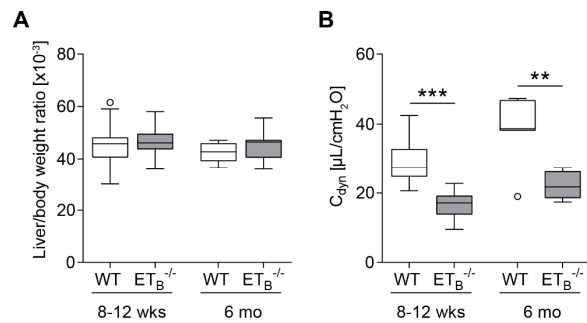 A
Liver/body weight ratio [x10⁻³]
80
60
40
20
0
WT ET_B⁻/⁻ WT ET_B⁻/⁻
8-12 wks 6 mo
B
C_dyn [µL/cmH₂O]
60
40
20
0
***
**
WT ET_B⁻/⁻ WT ET_B⁻/⁻
8-12 wks 6 mo